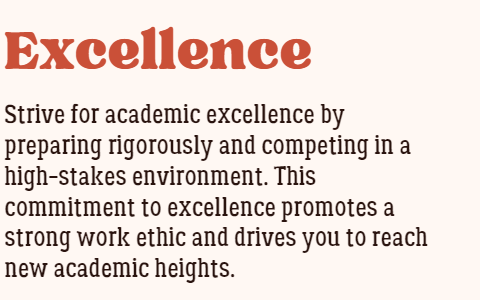 Excellence
Strive for academic excellence by
preparing rigorously and competing in a
high-stakes environment. This
commitment to excellence promotes a
strong work ethic and drives you to reach
new academic heights.